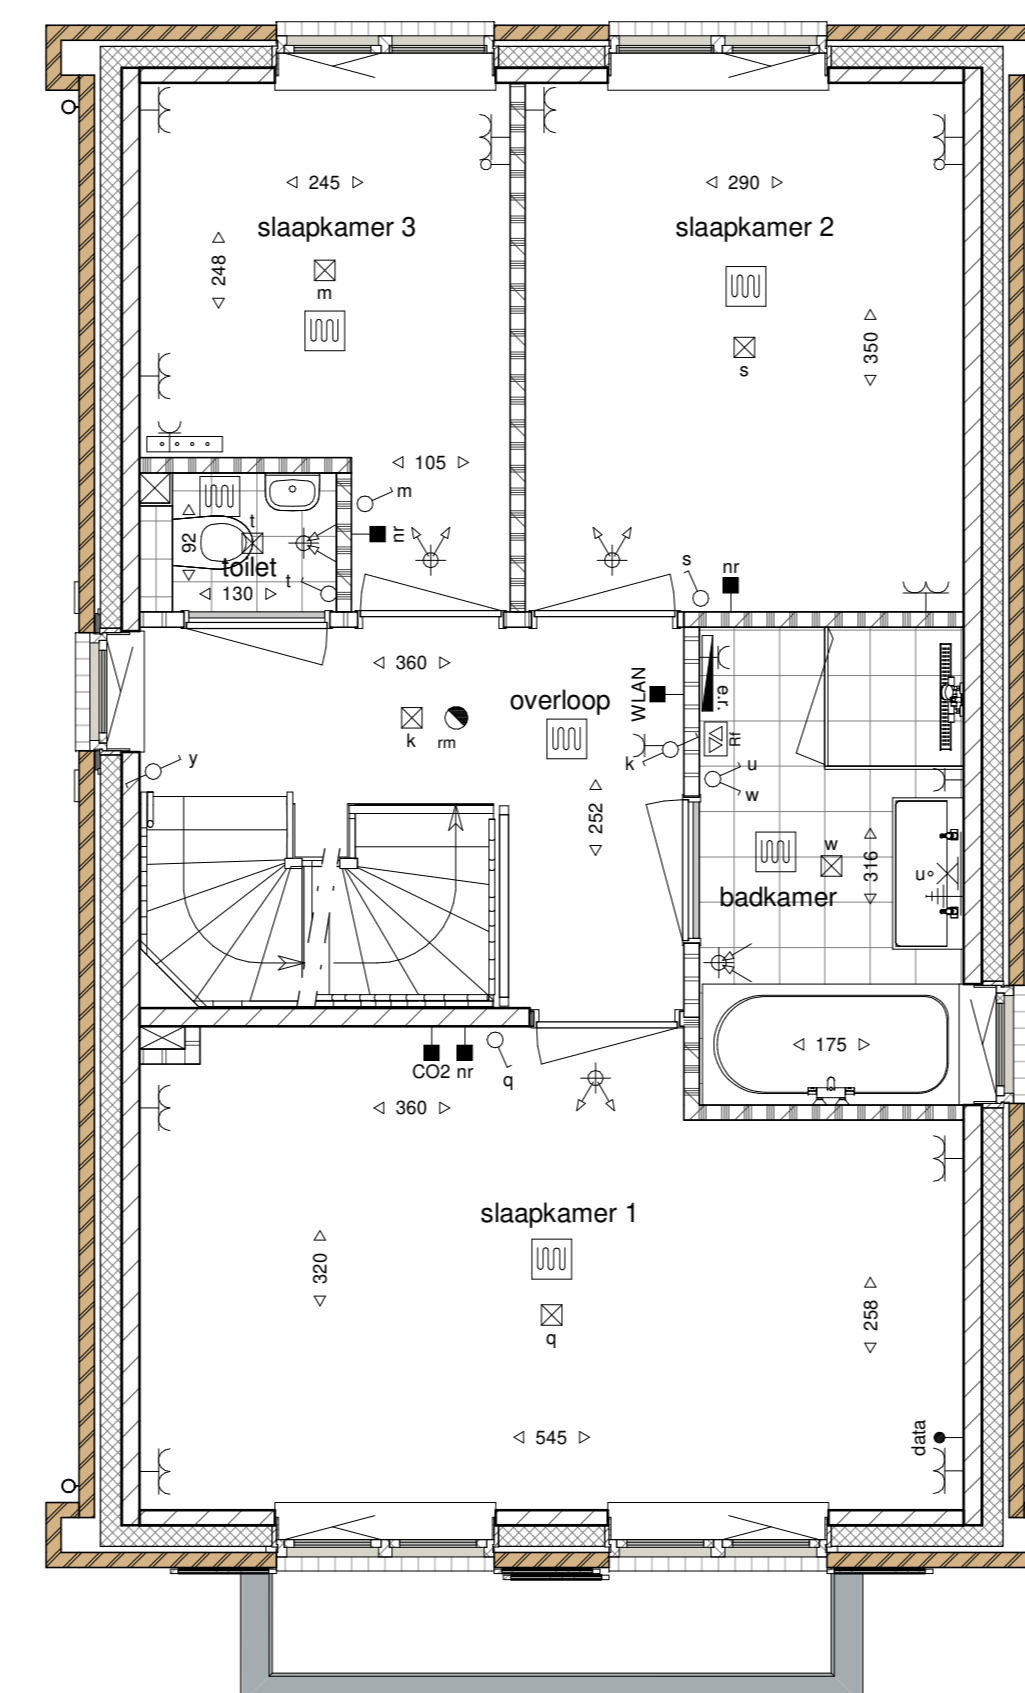 245
290
slaapkamer 3
slaapkamer 2
248
m
350
s
105
m
nr
92
t
toilet
t
130
s
nr
360
overloop
WLAN
e.r.
k
rm
k
Rf
y
u
w
252
w
316
u
badkamer
175
CO2 nr
q
360
slaapkamer 1
320
258
q
545
data